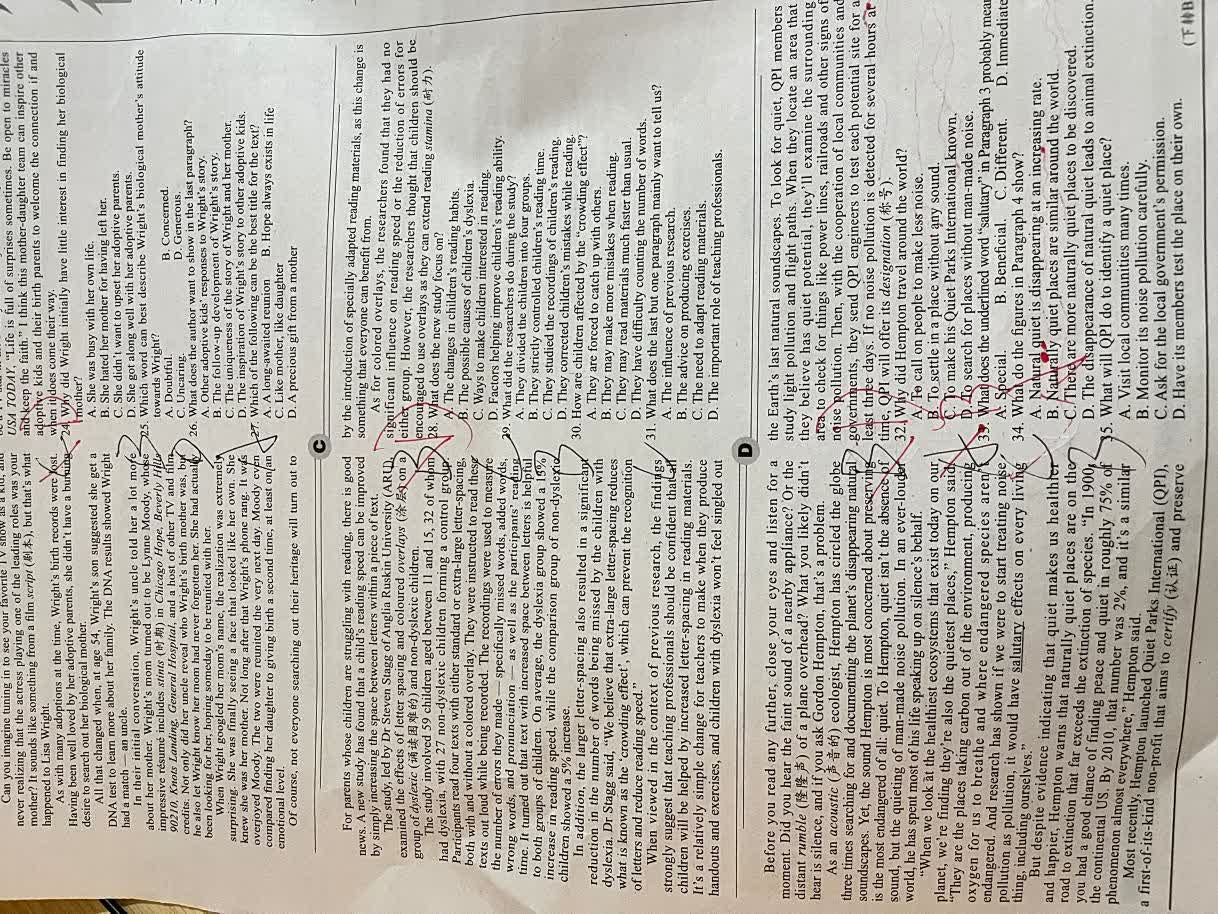 Can you imagine tuning in to see your favorite TV show as a kid, and
never realizing that the actress playing one of the leading roles was your
mother? It sounds like something from a film script (剧本), but that's what
happened to Lisa Wright.
As with many adoptions at the time, Wright's birth records were lost.
Having been well loved by her adoptive parents, she didn't have a burning
desire to search out her biological mother.
All that changed when, at age 54, Wright's son suggested she get a
DNA test to learn more about her family. The DNA results showed Wright
had a match — an uncle.
In their initial conversation, Wright's uncle told her a lot more
about her mother. Wright's mom turned out to be Lynne Moody, whose
impressive résumé includes stints (时期) in Chicago Hope, Beverly Hills
90210, Knots Landing, General Hospital, and a host of other TV and film
credits. Not only did her uncle reveal who Wright's birth mother was, but
he also let Wright know her mom had never forgotten her. She had actually
been looking for her, hoping someday to be reunited with her.
When Wright googled her mom's name, the realization was extremely
surprising. She was finally seeing a face that looked like her own. She
knew she was her mother. Not long after that Wright's phone rang. It was
overjoyed Moody. The two were reunited the very next day. Moody even
compared finding her daughter to giving birth a second time, at least on an
emotional level.
Of course, not everyone searching out their heritage will turn out to
USA TODAY, "Life is full of surprises sometimes. Be open to miracles
and keep the faith." I think this mother-daughter team can inspire other
adoptive kids and their birth parents to welcome the connection if and
when it does come their way.
24. Why did Wright initially have little interest in finding her biological
mother?
A. She was busy with her own life.
B. She hated her mother for having left her.
C. She didn't want to upset her adoptive parents.
D. She got along well with her adoptive parents.
25. Which word can best describe Wright's biological mother's attitude
towards Wright?
A. Doubtful. B. Concerned.
C. Uncaring. D. Generous.
26. What does the author want to show in the last paragraph?
A. Other adoptive kids' responses to Wright's story.
B. The follow-up development of Wright's story.
C. The uniqueness of the story of Wright and her mother.
D. The inspiration of Wright's story to other adoptive kids.
27. Which of the following can be the best title for the text?
A. A long-awaited reunion B. Hope always exists in life
C. Like mother, like daughter
D. A precious gift from a mother
C
For parents whose children are struggling with reading, there is good
news. A new study has found that a child's reading speed can be improved
by simply increasing the space between letters within a piece of text.
The study, led by Dr Steven Stagg of Anglia Ruskin University (ARU),
examined the effects of letter spacing and coloured overlays (涂层) on a
group of dyslexic (诵读困难的) and non-dyslexic children.
The study involved 59 children aged between 11 and 15, 32 of whom
had dyslexia, with 27 non-dyslexic children forming a control group.
Participants read four texts with either standard or extra-large letter-spacing,
both with and without a colored overlay. They were instructed to read these
texts out loud while being recorded. The recordings were used to measure
the number of errors they made — specifically missed words, added words,
wrong words, and pronunciation — as well as the participants' reading
time. It turned out that text with increased space between letters is helpful
to both groups of children. On average, the dyslexia group showed a 13%
increase in reading speed, while the comparison group of non-dyslexic
children showed a 5% increase.
In addition, the larger letter-spacing also resulted in a significant
reduction in the number of words being missed by the children with
dyslexia. Dr. Stagg said, "We believe that extra-large letter-spacing reduces
what is known as the 'crowding effect', which can prevent the recognition
of letters and reduce reading speed."
When viewed in the context of previous research, the findings
strongly suggest that teaching professionals should be confident that all
children will be helped by increased letter-spacing in reading materials.
It's a relatively simple change for teachers to make when they produce
handouts and exercises, and children with dyslexia won't feel singled out
by the introduction of specially adapted reading materials, as this change is
something that everyone can benefit from.
As for colored overlays, the researchers found that they had no
significant influence on reading speed or the reduction of errors for
either group. However, the researchers thought that children should be
encouraged to use overlays as they can extend reading stamina (耐力).
28. What does the new study focus on?
A. The changes in children's reading habits.
B. The possible causes of children's dyslexia.
C. Ways to make children interested in reading.
D. Factors helping improve children's reading ability.
29. What did the researchers do during the study?
A. They divided the children into four groups.
B. They strictly controlled children's reading time.
C. They studied the recordings of children's reading.
D. They corrected children's mistakes while reading.
30. How are children affected by the "crowding effect"?
A. They are forced to catch up with others.
B. They may make more mistakes when reading.
C. They may read materials much faster than usual.
D. They have difficulty counting the number of words.
31. What does the last but one paragraph mainly want to tell us?
A. The influence of previous research.
B. The advice on producing exercises.
C. The need to adapt reading materials.
D. The important role of teaching professionals.
D
Before you read any further, close your eyes and listen for a
moment. Did you hear the faint sound of a nearby appliance? Or the
distant rumble (隆隆声) of a plane overhead? What you likely didn't
hear is silence, and if you ask Gordon Hempton, that's a problem.
As an acoustic (声音的) ecologist, Hempton has circled the globe
three times searching for and documenting the planet's disappearing natural
soundscapes. Yet, the sound Hempton is most concerned about preserving
is the most endangered of all: quiet. To Hempton, quiet isn't the absence of
sound, but the quieting of man-made noise pollution. In an ever-louder
world, he has spent most of his life speaking up on silence's behalf.
"When we look at the healthiest ecosystems that exist today on our
planet, we're finding they're also the quietest places," Hempton said.
"They are the places taking carbon out of the environment, producing
oxygen for us to breathe and where endangered species aren't
endangered. And research has shown if we were to start treating noise
pollution as pollution, it would have salutary effects on every living
thing, including ourselves."
But despite evidence indicating that quiet makes us healthier
and happier, Hempton warns that naturally quiet places are on the
road to extinction that far exceeds the extinction of species. "In 1900,
you had a good chance of finding peace and quiet in roughly 75% of
the continental US. By 2010, that number was 2%, and it's a similar
phenomenon almost everywhere," Hempton said.
Most recently, Hempton launched Quiet Parks International (QPI),
a first-of-its-kind non-profit that aims to certify (认证) and preserve
the Earth's last natural soundscapes. To look for quiet, QPI members
study light pollution and flight paths. When they locate an area that
they believe has quiet potential, they'll examine the surrounding
area to check for things like power lines, railroads and other signs of
noise pollution. Then, with the cooperation of local communities and
governments, they send QPI engineers to test each potential site for a
least three days. If no noise pollution is detected for several hours a
time, QPI will offer its designation (称号).
32. Why did Hempton travel around the world?
A. To call on people to make less noise.
B. To settle in a place without any sound.
C. To make his Quiet Parks International known.
D. To search for places without man-made noise.
33. What does the underlined word "salutary" in Paragraph 3 probably mean
A. Special. B. Beneficial. C. Different. D. Immediate
34. What do the figures in Paragraph 4 show?
A. Natural quiet is disappearing at an increasing rate.
B. Naturally quiet places are similar around the world.
C. There are more naturally quiet places to be discovered.
D. The disappearance of natural quiet leads to animal extinction.
35. What will QPI do to identify a quiet place?
A. Visit local communities many times.
B. Monitor its noise pollution carefully.
C. Ask for the local government's permission.
D. Have its members test the place on their own.
(下转B